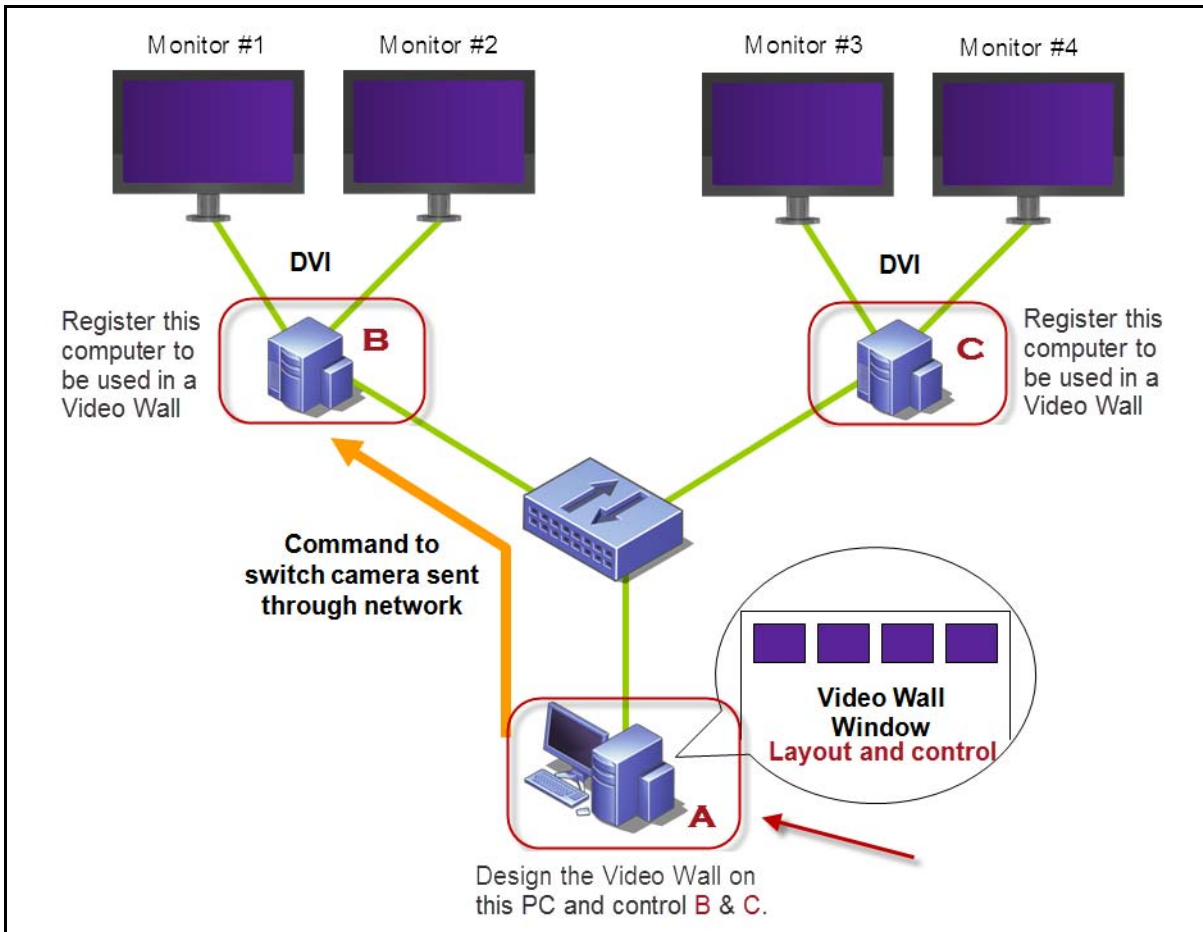 Monitor #1
Monitor #2
Monitor #3
Monitor #4
DVI
DVI
Register this
computer to
be used in a
Video Wall
B
C
Register this
computer to
be used in a
Video Wall
Command to
switch camera sent
through network
Video Wall
Window
Layout and control
A
Design the Video Wall on
this PC and control B & C.